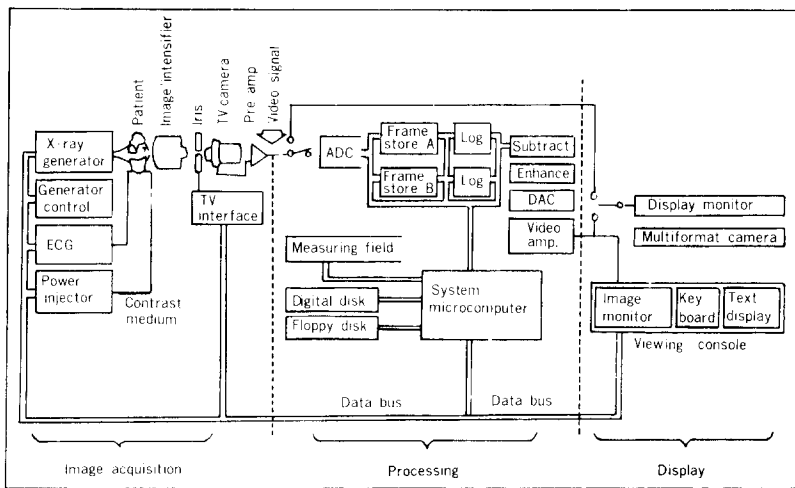 Patient
Image intensifier
Iris
TV camera
Pre amp
Video signal
X-ray
generator
Generator
control
ECG
Power
injector
Contrast
medium
TV
interface
ADC
Frame
store A
Frame
store B
Log
Log
Subtract
Enhance
DAC
Video
amp.
Measuring field
Digital disk
Floppy disk
System
microcomputer
Display monitor
Multiformat camera
Image
monitor
Key
board
Text
display
Viewing console
Data bus
Data bus
Image acquisition
Processing
Display